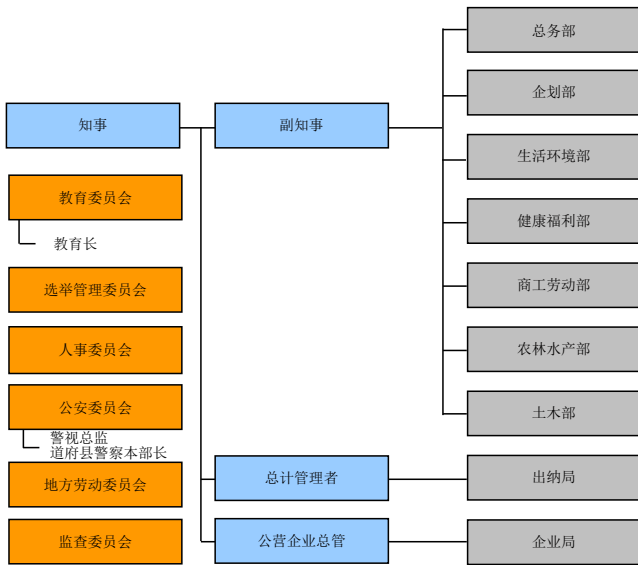 知事
教育委员会
教育长
选举管理委员会
人事委员会
公安委员会
警视总监
道府县警察本部长
地方劳动委员会
监查委员会
副知事
总计管理者
公营企业总管
总务部
企划部
生活环境部
健康福利部
商工劳动部
农林水产部
土木部
出纳局
企业局